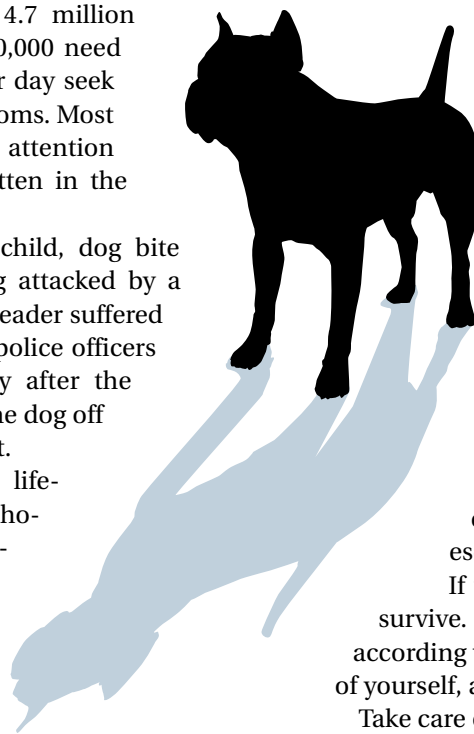 4.7 million
0,000 need
r day seek
oms. Most
attention
tten in the
child, dog bite
g attacked by a
eader suffered
police officers
y after the
ne dog off
t.
life-
ho-
-
es
If
survive.
according
of yourself, a
Take care